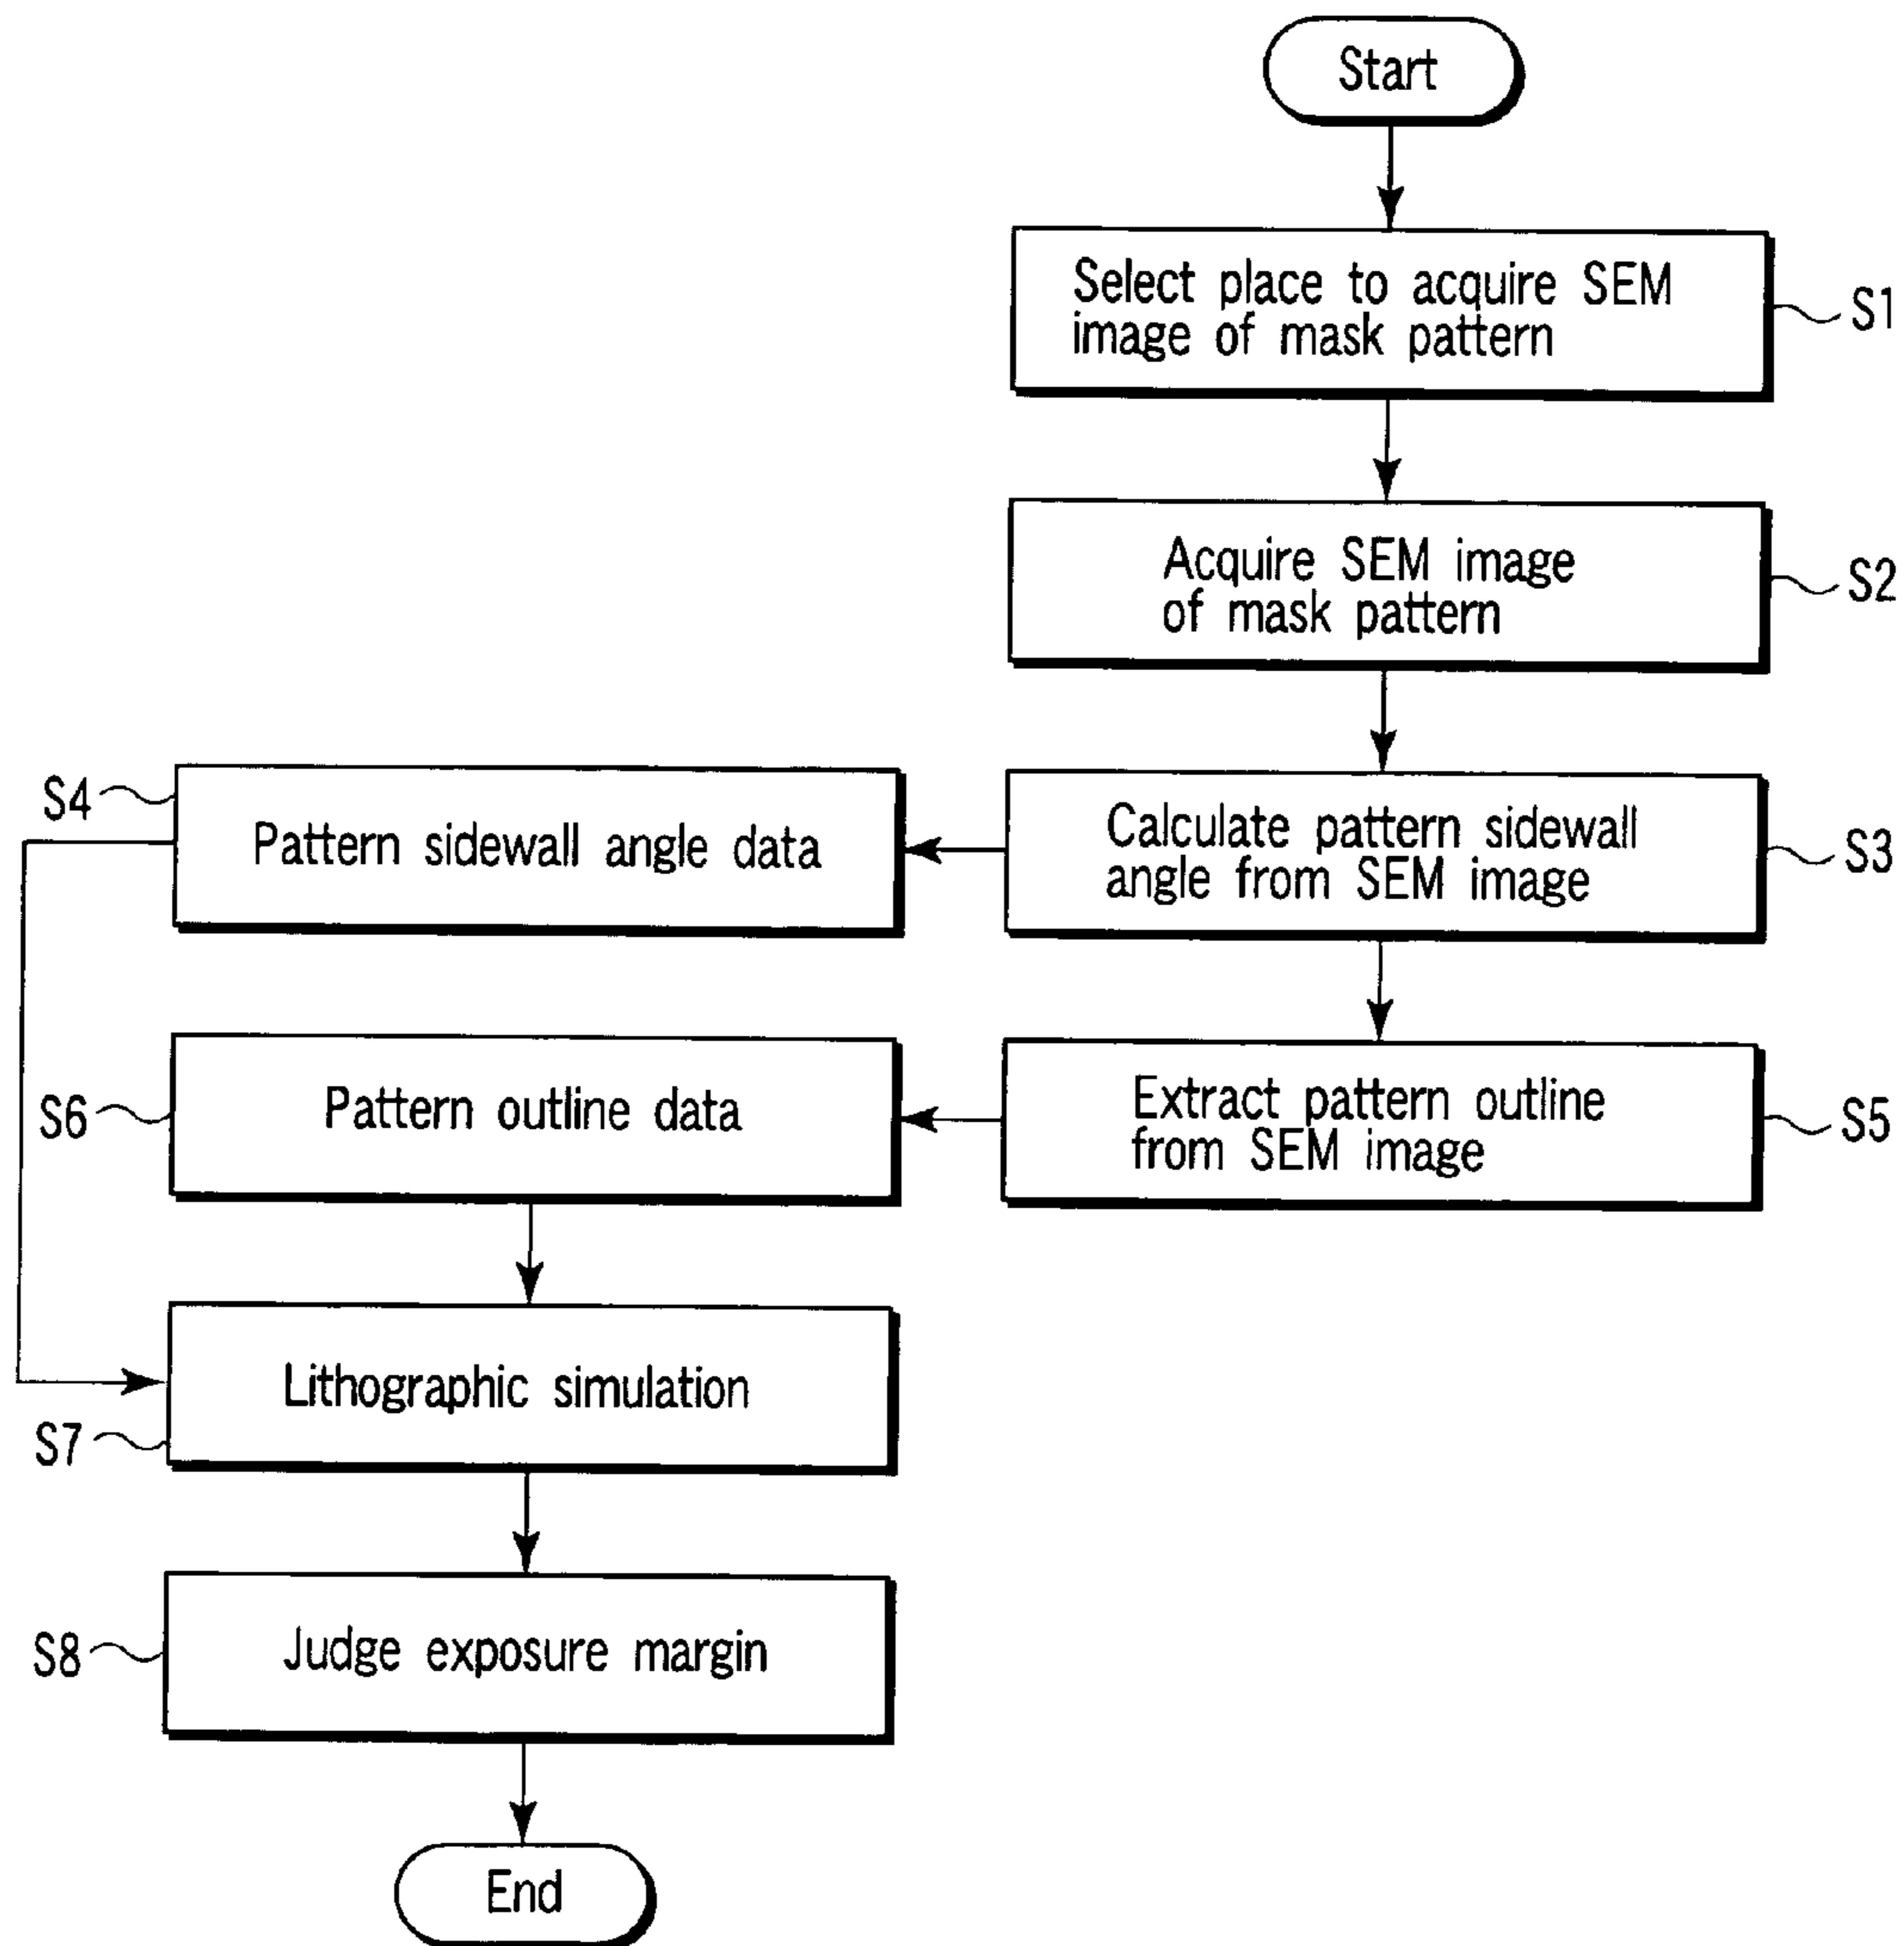 Start
Select place to acquire SEM
image of mask pattern
S1
Acquire SEM image
of mask pattern
S2
S4
Pattern sidewall angle data
Calculate pattern sidewall
angle from SEM image
S3
S6
Pattern outline data
Extract pattern outline
from SEM image
S5
Lithographic simulation
S7
S8
Judge exposure margin
End